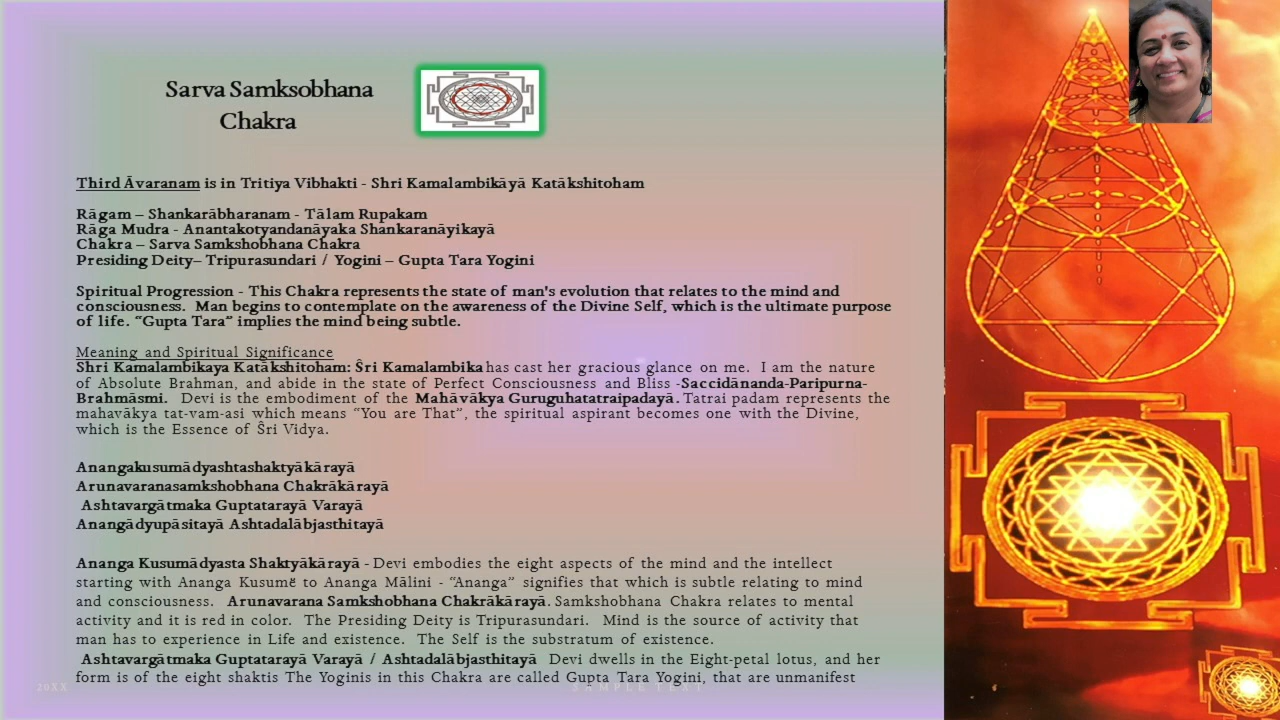 Sarva Samksobhana
Chakra
Third Āvaranam is in Tritiya Vibhakti - Shri Kamalambikāyā Katākshitoham
Rāgam – Shankarābharanam - Tālam Rupakam
Rāga Mudra - Anantakotyandanāyaka Shankaranāyikayā
Chakra – Sarva Samkshobhana Chakra
Presiding Deity– Tripurasundari / Yogini – Gupta Tara Yogini
Spiritual Progression - This Chakra represents the state of man's evolution that relates to the mind and
consciousness. Man begins to contemplate on the awareness of the Divine Self, which is the ultimate purpose
of life. “Gupta Tara” implies the mind being subtle.
Meaning and Spiritual Significance
Shri Kamalambikaya Katākshitoham: Ŝri Kamalambika has cast her gracious glance on me. I am the nature
of Absolute Brahman, and abide in the state of Perfect Consciousness and Bliss -Saccidānanda-Paripurna-
Brahmāsmi. Devi is the embodiment of the Mahāvākya Guruguhatatraipadayā. Tatrai padam represents the
mahavākya tat-vam-asi which means “You are That”, the spiritual aspirant becomes one with the Divine,
which is the Essence of Ŝri Vidya.
Anangakusumādyashtashaktyākārayā
Arunavaranasamkshobhana Chakrākārayā
Ashtavargātmaka Guptatarayā Varayā
Anangādyupāsitayā Ashtadalābjasthitayā
Ananga Kusumādyasta Shaktyākārayā - Devi embodies the eight aspects of the mind and the intellect
starting with Ananga Kusumē to Ananga Mālini - “Ananga” signifies that which is subtle relating to mind
and consciousness. Arunavarana Samkshobhana Chakrākārayā. Samkshobhana Chakra relates to mental
activity and it is red in color. The Presiding Deity is Tripurasundari. Mind is the source of activity that
man has to experience in Life and existence. The Self is the substratum of existence.
Ashtavargātmaka Guptatarayā Varayā / Ashtadalābjasthitayā Devi dwells in the Eight-petal lotus, and her
form is of the eight shaktis The Yoginis in this Chakra are called Gupta Tara Yogini, that are unmanifest
20XX SAMPLE TEXT